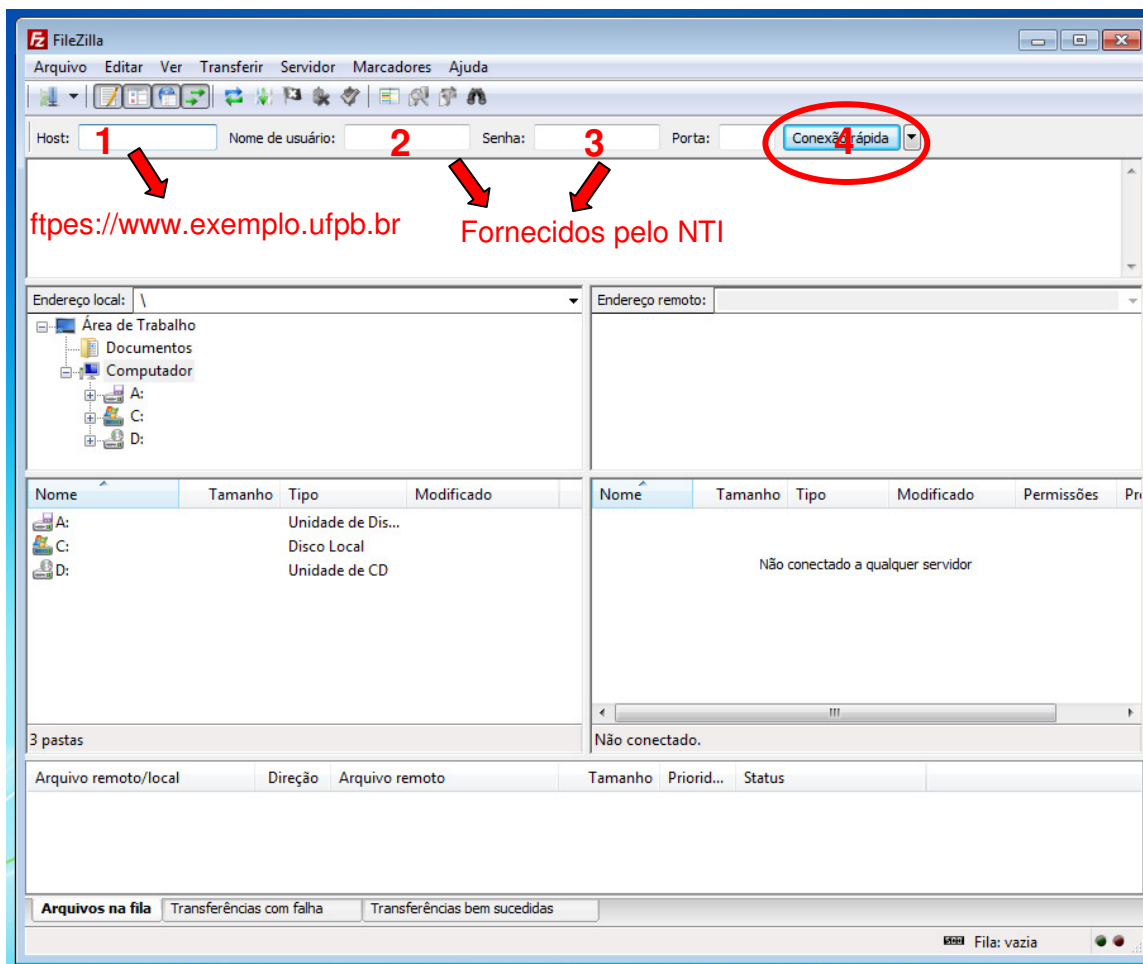 FileZilla
Arquivo Editar Ver Transferir Servidor Marcadores Ajuda
Host: 1 Nome de usuário: 2 Senha: 3 Porta: Conexão rápida 4
ftpes://www.exemplo.ufpb.br
Fornecidos pelo NTI
Endereço local: \
Endereço remoto:
Área de Trabalho
Documentos
Computador
A:
C:
D:
Nome Tamanho Tipo Modificado
A: Unidade de Dis...
C: Disco Local
D: Unidade de CD
3 pastas
Nome Tamanho Tipo Modificado Permissões Pr
Não conectado a qualquer servidor
Não conectado.
Arquivo remoto/local Direção Arquivo remoto Tamanho Priorid... Status
Arquivos na fila Transferências com falha Transferências bem sucedidas
Fila: vazia